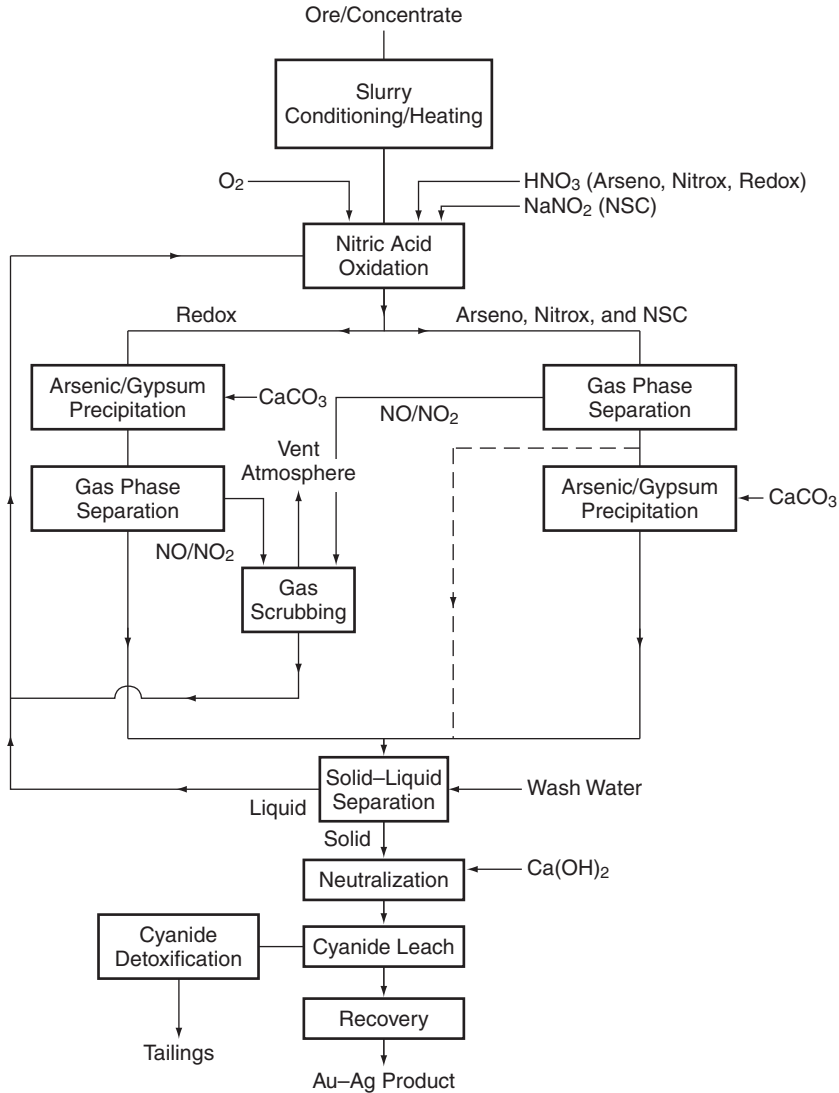 Ore/Concentrate
Slurry
Conditioning/Heating
O₂
HNO₃ (Arseno, Nitrox, Redox)
NaNO₂ (NSC)
Nitric Acid
Oxidation
Redox
Arseno, Nitrox, and NSC
Arsenic/Gypsum
Precipitation
CaCO₃
Gas Phase
Separation
NO/NO₂
Vent
Atmosphere
Gas Phase
Separation
Arsenic/Gypsum
Precipitation
CaCO₃
NO/NO₂
Gas
Scrubbing
Solid–Liquid
Separation
Wash Water
Liquid
Solid
Neutralization
Ca(OH)₂
Cyanide
Detoxification
Cyanide Leach
Recovery
Tailings
Au–Ag Product